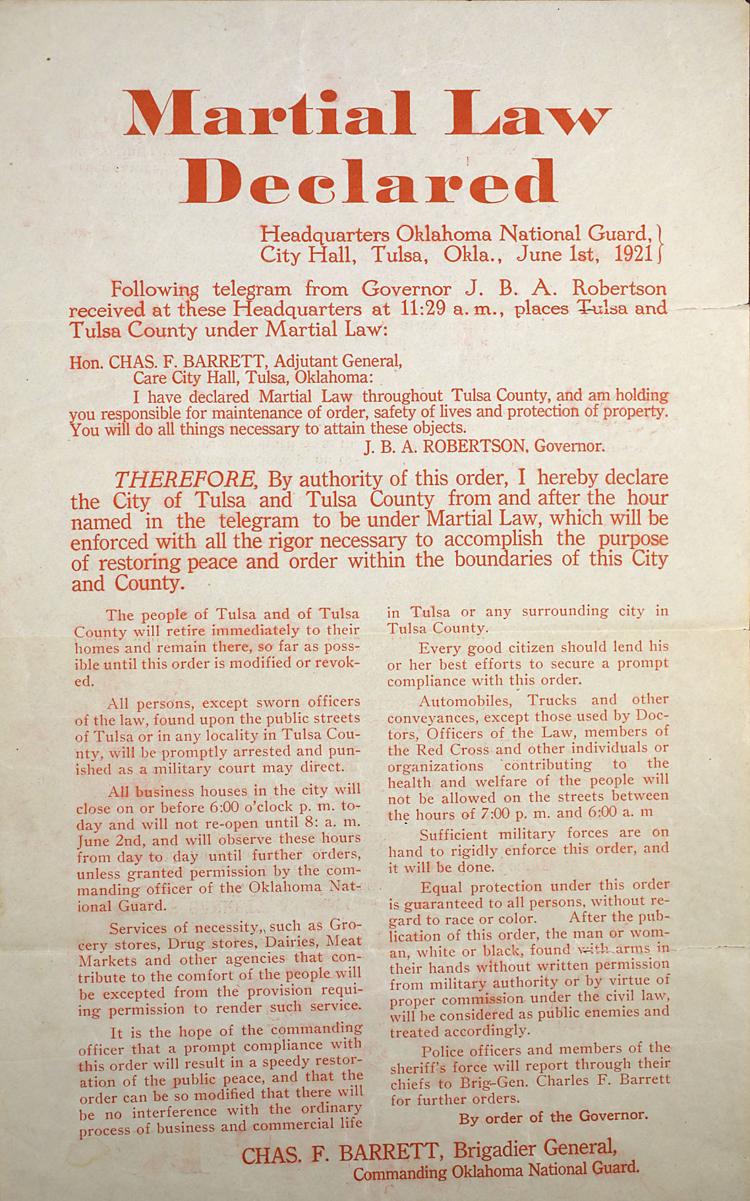 Martial Law
Declared
Headquarters Oklahoma National Guard,
City Hall, Tulsa, Okla., June 1st, 1921
Following telegram from Governor J. B. A. Robertson
received at these Headquarters at 11:29 a. m., places Tulsa and
Tulsa County under Martial Law:
Hon. CHAS. F. BARRETT, Adjutant General,
Care City Hall, Tulsa, Oklahoma:
I have declared Martial Law throughout Tulsa County, and am holding
you responsible for maintenance of order, safety of lives and protection of property.
You will do all things necessary to attain these objects.
J. B. A. ROBERTSON, Governor.
THEREFORE, By authority of this order, I hereby declare
the City of Tulsa and Tulsa County from and after the hour
named in the telegram to be under Martial Law, which will be
enforced with all the rigor necessary to accomplish the purpose
of restoring peace and order within the boundaries of this City
and County.
The people of Tulsa and of Tulsa
County will retire immediately to their
homes and remain there, so far as poss-
ible until this order is modified or revok-
ed.
All persons, except sworn officers
of the law, found upon the public streets
of Tulsa or in any locality in Tulsa Cou-
nty, will be promptly arrested and pun-
ished as a military court may direct.
All business houses in the city will
close on or before 6:00 o'clock p. m. to-
day and will not re-open until 8: a. m.
June 2nd, and will observe these hours
from day to day until further orders,
unless granted permission by the com-
manding officer of the Oklahoma Nat-
ional Guard.
Services of necessity, such as Gro-
cery stores, Drug stores, Dairies, Meat
Markets and other agencies that con-
tribute to the comfort of the people will
be excepted from the provision requi-
ing permission to render such service.
It is the hope of the commanding
officer that a prompt compliance with
this order will result in a speedy restor-
ation of the public peace, and that the
order can be so modified that there will
be no interference with the ordinary
process of business and commercial life
in Tulsa or any surrounding city in
Tulsa County.
Every good citizen should lend his
or her best efforts to secure a prompt
compliance with this order.
Automobiles, Trucks and other
conveyances, except those used by Doc-
tors, Officers of the Law, members of
the Red Cross and other individuals or
organizations contributing to the
health and welfare of the people will
not be allowed on the streets between
the hours of 7:00 p. m. and 6:00 a. m
Sufficient military forces are on
hand to rigidly enforce this order, and
it will be done.
Equal protection under this order
is guaranteed to all persons, without re-
gard to race or color. After the pub-
lication of this order, the man or wom-
an, white or black, found with arms in
their hands without written permission
from military authority or by virtue of
proper commission under the civil law,
will be considered as public enemies and
treated accordingly.
Police officers and members of the
sheriff's force will report through their
chiefs to Brig-Gen. Charles F. Barrett
for further orders.
By order of the Governor.
CHAS. F. BARRETT, Brigadier General,
Commanding Oklahoma National Guard.